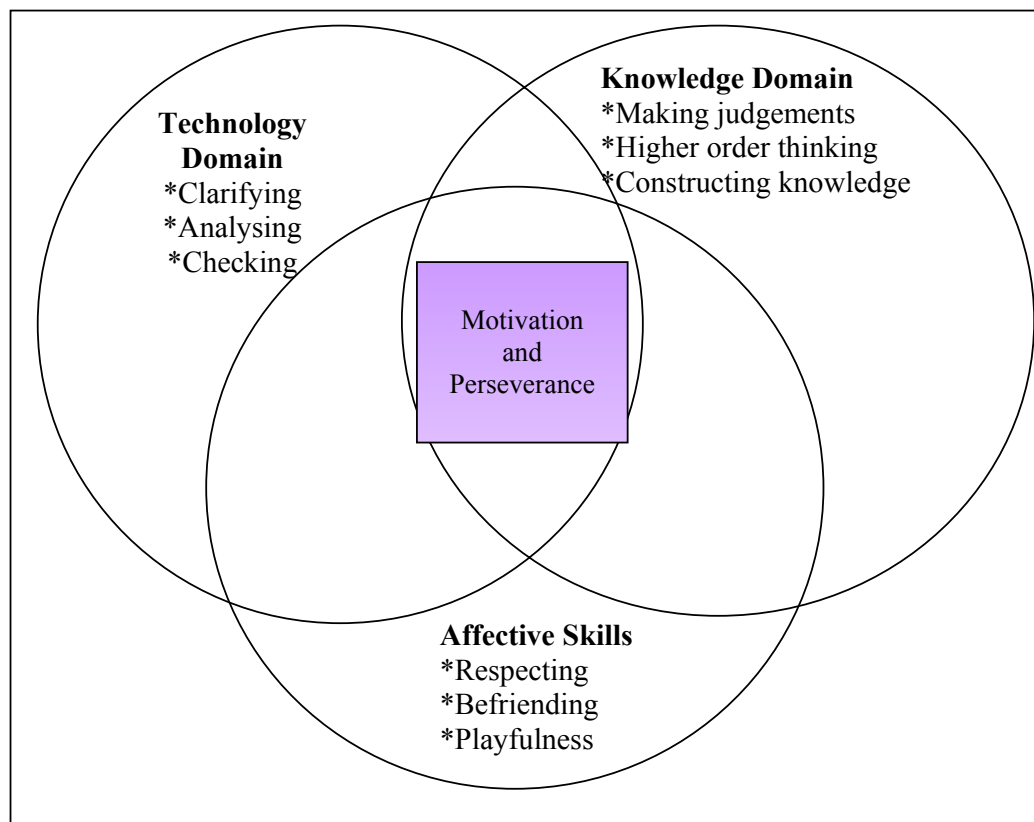 Technology
Domain
*Clarifying
*Analysing
*Checking
Knowledge Domain
*Making judgements
*Higher order thinking
*Constructing knowledge
Motivation
and
Perseverance
Affective Skills
*Respecting
*Befriending
*Playfulness